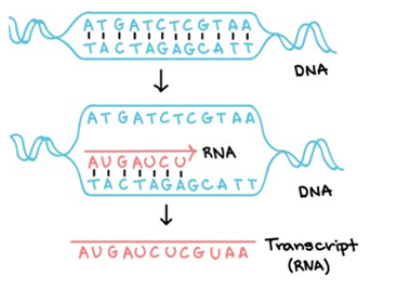 ATGATCTCGTAA
TACTAGAGCATT
DNA
ATGATCTCGTAA
AUGAUCU RNA
TACTAGAGCATT
DNA
AUGAUCUCGUAA Transcript
(RNA)